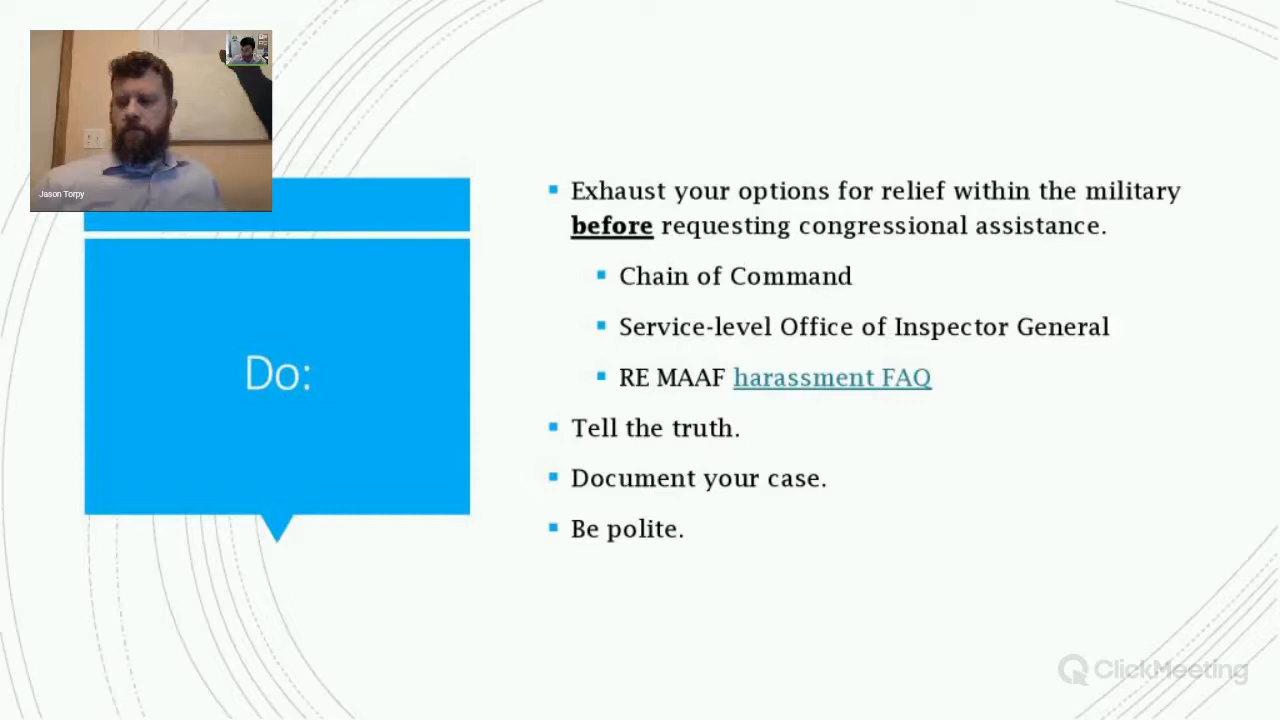 Jason Torpy
Do:
Exhaust your options for relief within the military
before requesting congressional assistance.
Chain of Command
Service-level Office of Inspector General
RE MAAF harassment FAQ
Tell the truth.
Document your case.
Be polite.
ClickMeeting